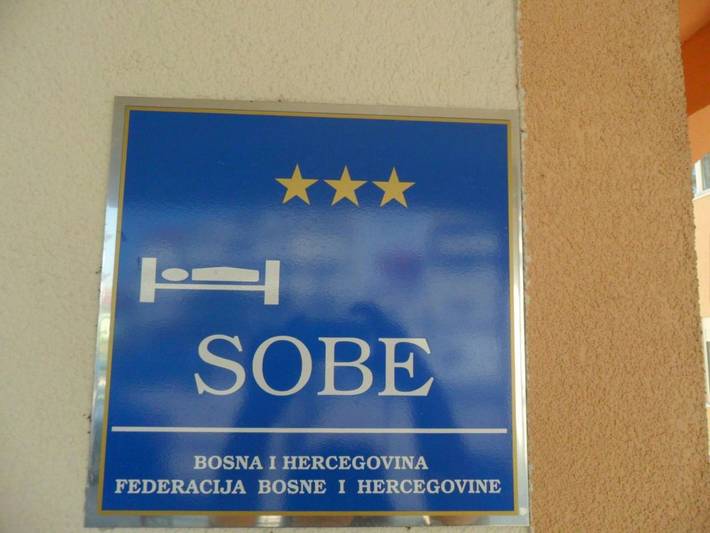 SOBE
BOSNA I HERCEGOVINA
FEDERACIJA BOSNE I HERCEGOVINE